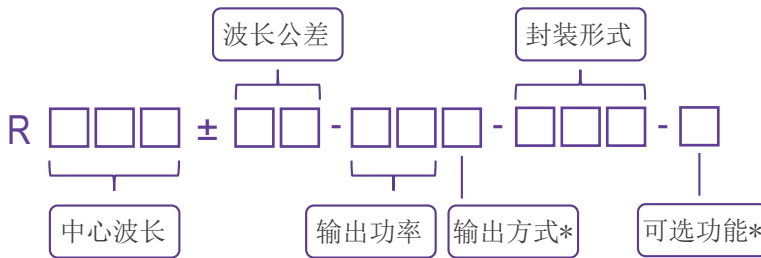 波长公差 封装形式
R □□□ ± □□ - □□□ - □□□ - □
中心波长 输出功率 输出方式* 可选功能*